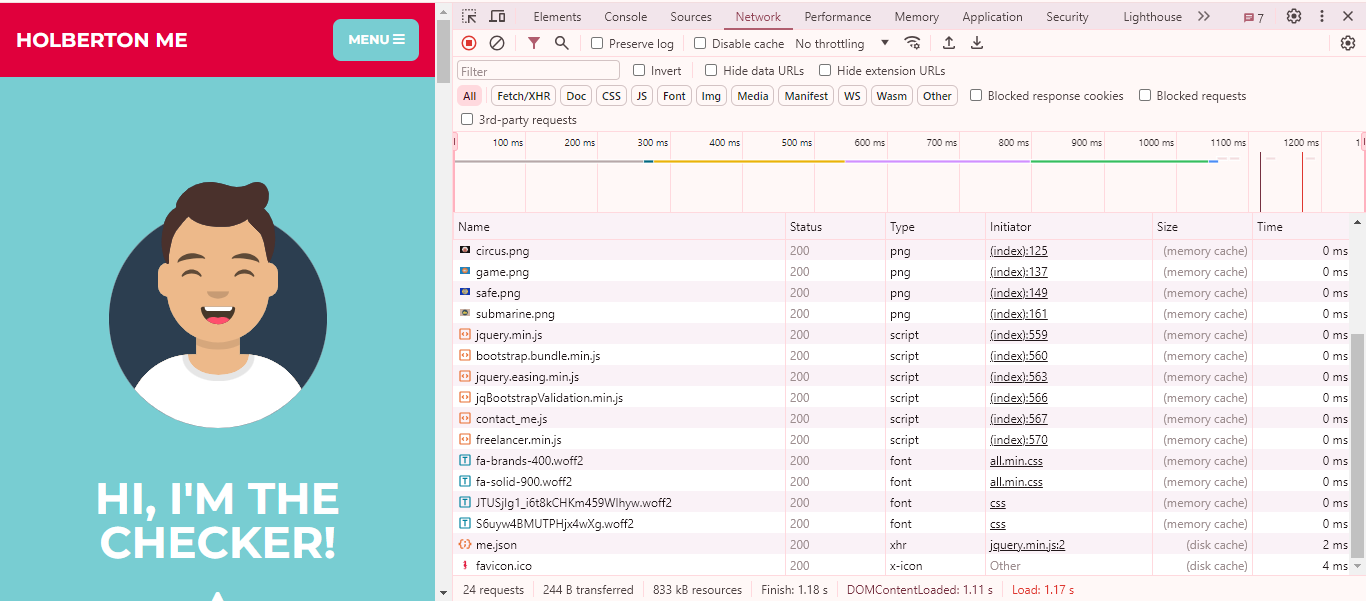 HOLBERTON ME
MENU
HI, I'M THE
CHECKER!
Elements Console Sources Network Performance Memory Application Security Lighthouse 7
Preserve log Disable cache No throttling
Filter Invert Hide data URLs Hide extension URLs
All Fetch/XHR Doc CSS JS Font Img Media Manifest WS Wasm Other Blocked response cookies Blocked requests
3rd-party requests
100 ms 200 ms 300 ms 400 ms 500 ms 600 ms 700 ms 800 ms 900 ms 1000 ms 1100 ms 1200 ms
Name Status Type Initiator Size Time
circus.png 200 png (index):125 (memory cache) 0 ms
game.png 200 png (index):137 (memory cache) 0 ms
safe.png 200 png (index):149 (memory cache) 0 ms
submarine.png 200 png (index):161 (memory cache) 0 ms
jquery.min.js 200 script (index):559 (memory cache) 0 ms
bootstrap.bundle.min.js 200 script (index):560 (memory cache) 0 ms
jquery.easing.min.js 200 script (index):563 (memory cache) 0 ms
jqBootstrapValidation.min.js 200 script (index):566 (memory cache) 0 ms
contact_me.js 200 script (index):567 (memory cache) 0 ms
freelancer.min.js 200 script (index):570 (memory cache) 0 ms
fa-brands-400.woff2 200 font all.min.css (memory cache) 0 ms
fa-solid-900.woff2 200 font all.min.css (memory cache) 0 ms
JTUSjIg1_i6t8kCHKm459Wlhyw.woff2 200 font css (memory cache) 0 ms
S6uyw4BMUTPHjx4wXg.woff2 200 font css (memory cache) 0 ms
me.json 200 xhr jquery.min.js:2 (disk cache) 2 ms
favicon.ico 200 x-icon Other (disk cache) 4 ms
24 requests 244 B transferred 833 kB resources Finish: 1.18 s DOMContentLoaded: 1.11 s Load: 1.17 s